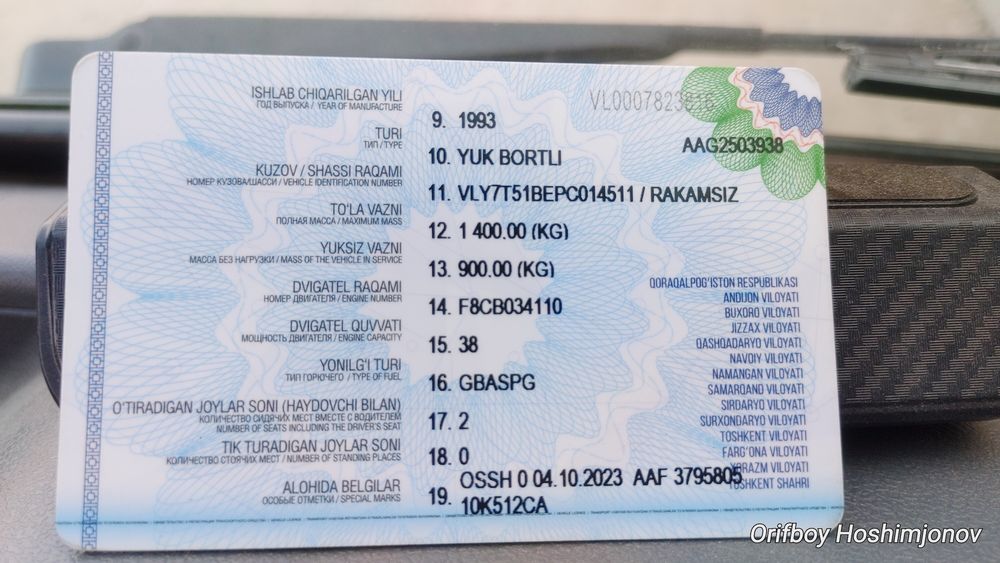 ISHLAB CHIQARILGAN YILI
ГОД ВЫПУСКА / YEAR OF MANUFACTURE
9. 1993
VL0007823816
AAG2503938
TURI
ТИП / TYPE
10. YUK BORTLI
KUZOV / SHASSI RAQAMI
НОМЕР КУЗОВА/ШАССИ / VEHICLE IDENTIFICATION NUMBER
11. VLY7T51BEPC014511 / RAKAMSIZ
TO'LA VAZNI
ПОЛНАЯ МАССА / MAXIMUM MASS
12. 1 400.00 (KG)
YUKSIZ VAZNI
МАССА БЕЗ НАГРУЗКИ / MASS OF THE VEHICLE IN SERVICE
13. 900.00 (KG)
DVIGATEL RAQAMI
НОМЕР ДВИГАТЕЛЯ / ENGINE NUMBER
14. F8CB034110
DVIGATEL QUVVATI
МОЩНОСТЬ ДВИГАТЕЛЯ / ENGINE CAPACITY
15. 38
YONILG'I TURI
ТИП ГОРЮЧЕГО / TYPE OF FUEL
16. GBASPG
O'TIRADIGAN JOYLAR SONI (HAYDOVCHI BILAN)
КОЛИЧЕСТВО СИДЯЧИХ МЕСТ ВМЕСТЕ С ВОДИТЕЛЕМ
NUMBER OF SEATS INCLUDING THE DRIVER'S SEAT
17. 2
TIK TURADIGAN JOYLAR SONI
КОЛИЧЕСТВО СТОЯЧИХ МЕСТ / NUMBER OF STANDING PLACES
18. 0
ALOHIDA BELGILAR
ОСОБЫЕ ОТМЕТКИ / SPECIAL MARKS
19. OSSH 0 04.10.2023 AAF 3795805
10K512CA
QORAQALPOG'ISTON RESPUBLIKASI
ANDIJON VILOYATI
BUXORO VILOYATI
JIZZAX VILOYATI
QASHQADARYO VILOYATI
NAVOIY VILOYATI
NAMANGAN VILOYATI
SAMARQAND VILOYATI
SIRDARYO VILOYATI
SURXONDARYO VILOYATI
TOSHKENT VILOYATI
FARG'ONA VILOYATI
XORAZM VILOYATI
TOSHKENT SHAHRI
Orifboy Hoshimjonov